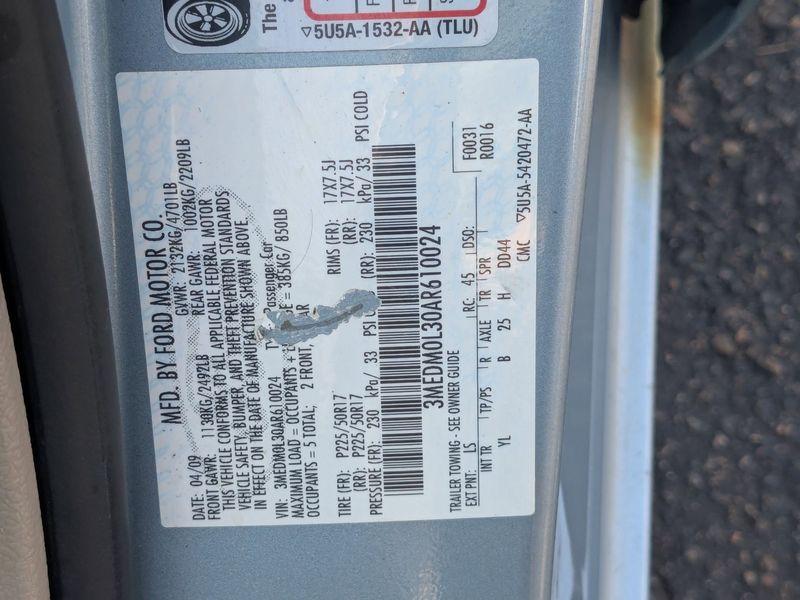 The
5U5A-1532-AA (TLU)
MFD. BY FORD MOTOR CO.
DATE: 04/09 GVWR: 2132KG/4701LB
FRONT GAWR: 1130KG/2492LB REAR GAWR: 1002KG/2209LB
THIS VEHICLE CONFORMS TO ALL APPLICABLE FEDERAL MOTOR
VEHICLE SAFETY, BUMPER, AND THEFT PREVENTION STANDARDS
IN EFFECT ON THE DATE OF MANUFACTURE SHOWN ABOVE.
VIN: 3MEDM0L30AR610024 Passenger Car
MAXIMUM LOAD = OCCUPANTS = 385KG/ 850LB
OCCUPANTS = 5 TOTAL; 2 FRONT,
TIRE (FR): P225/50R17 RIMS (FR): 17X7.5J
(RR): P225/50R17 (RR): 17X7.5J
PRESSURE (FR): 230 kPa/ 33 PSI (RR): 230 kPa/ 33 PSI COLD
3MEDM0L30AR610024
TRAILER TOWING - SEE OWNER GUIDE F0031
EXT PNT: LS RC: 45 DSO: R0016
INT TR TP/PS R AXLE TR SPR
YL B 25 H DD44
CMC 5U5A-5420472-AA